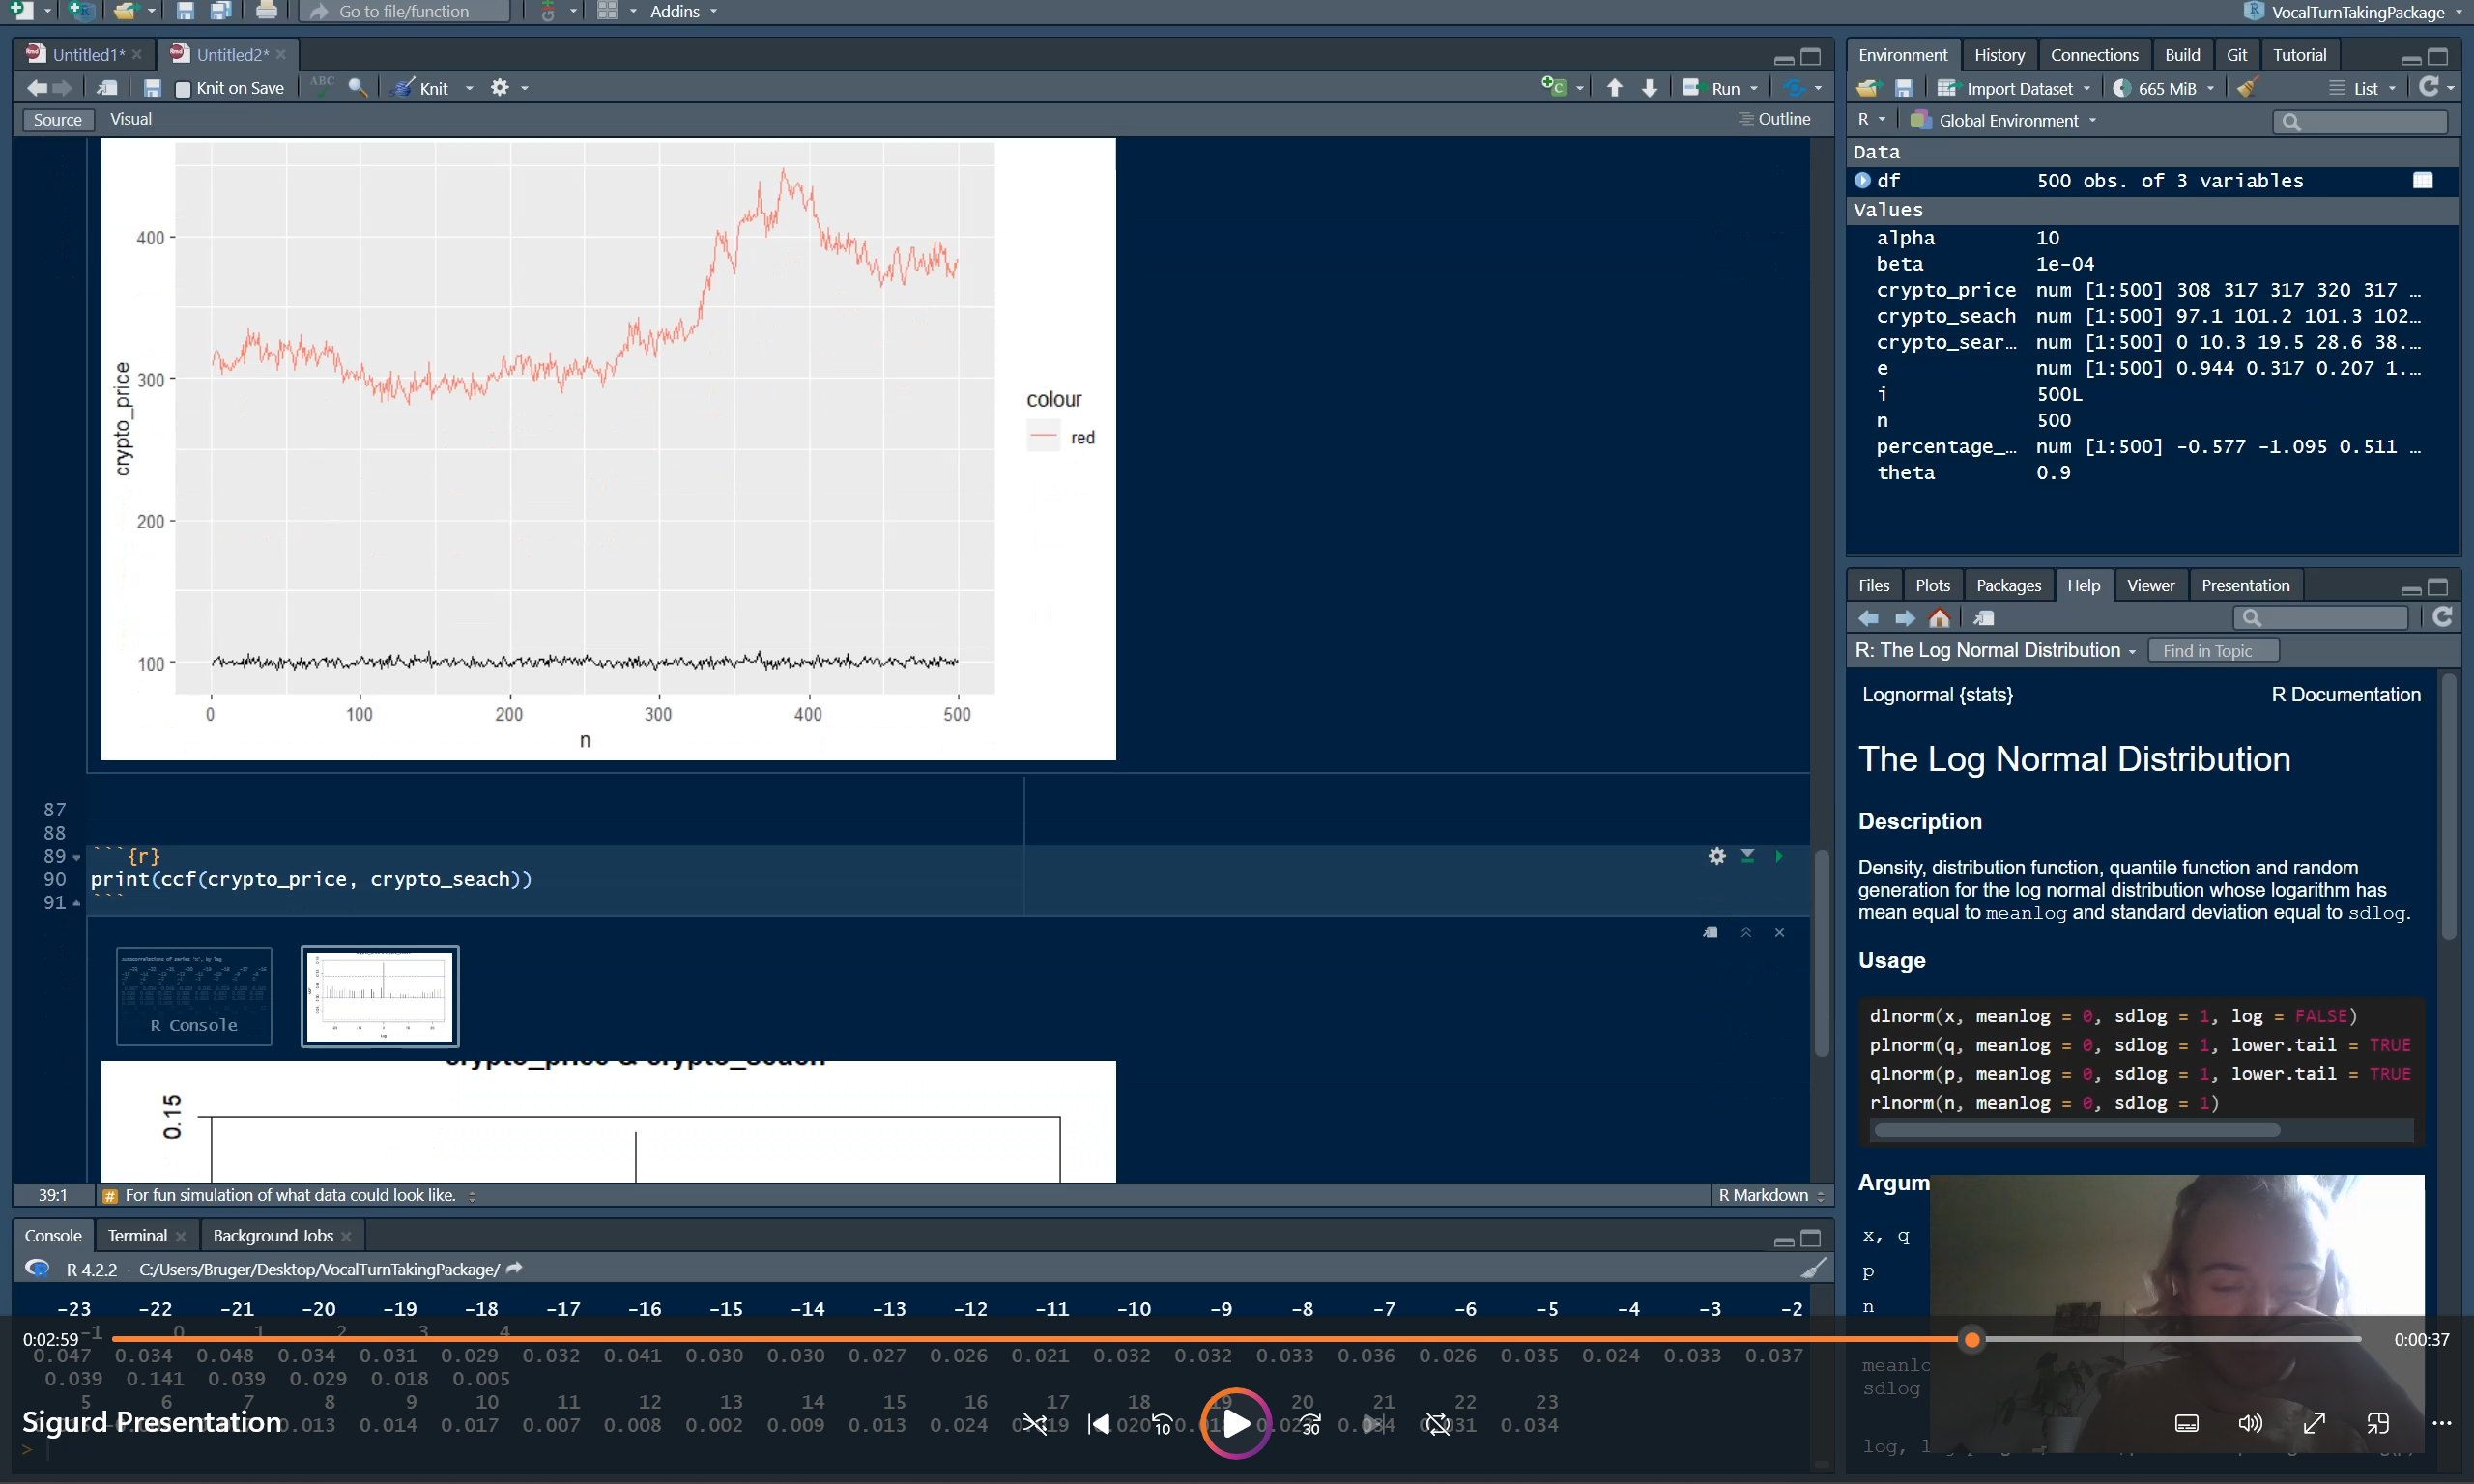 Go to file/function
Addins
VocalTurnTakingPackage
Untitled1*
Untitled2*
Knit on Save
ABC
Knit
Run
Source
Visual
Outline
400
300
200
100
crypto_price
0 100 200 300 400 500
n
colour
red
87
88
89 ```{r}
90 print(ccf(crypto_price, crypto_seach))
91 ```
R Console
crypto_price & crypto_seach
0.15
39:1
# For fun simulation of what data could look like.
R Markdown
Console Terminal Background Jobs
R 4.2.2 · C:/Users/Bruger/Desktop/VocalTurnTakingPackage/
-23 -22 -21 -20 -19 -18 -17 -16 -15 -14 -13 -12 -11 -10 -9 -8 -7 -6 -5 -4 -3 -2
-1 0 1 2 3 4
0.047 0.034 0.048 0.034 0.031 0.029 0.032 0.041 0.030 0.030 0.027 0.026 0.021 0.032 0.032 0.033 0.036 0.026 0.035 0.024 0.033 0.037
0.039 0.141 0.039 0.029 0.018 0.005
5 6 7 8 9 10 11 12 13 14 15 16 17 18 19 20 21 22 23
0.013 0.014 0.017 0.007 0.008 0.002 0.009 0.013 0.024 0.034
>
0:02:59
0:00:37
Sigurd Presentation
10
30
Environment History Connections Build Git Tutorial
Import Dataset
665 MiB
List
R
Global Environment
Data
df 500 obs. of 3 variables
Values
alpha 10
beta 1e-04
crypto_price num [1:500] 308 317 317 320 317 …
crypto_seach num [1:500] 97.1 101.2 101.3 102…
crypto_sear… num [1:500] 0 10.3 19.5 28.6 38.…
e num [1:500] 0.944 0.317 0.207 1.…
i 500L
n 500
percentage_… num [1:500] -0.577 -1.095 0.511 …
theta 0.9
Files Plots Packages Help Viewer Presentation
R: The Log Normal Distribution
Find in Topic
Lognormal {stats}
R Documentation
The Log Normal Distribution
Description
Density, distribution function, quantile function and random
generation for the log normal distribution whose logarithm has
mean equal to meanlog and standard deviation equal to sdlog.
Usage
dlnorm(x, meanlog = 0, sdlog = 1, log = FALSE)
plnorm(q, meanlog = 0, sdlog = 1, lower.tail = TRUE
qlnorm(p, meanlog = 0, sdlog = 1, lower.tail = TRUE
rlnorm(n, meanlog = 0, sdlog = 1)
Argum
x, q
p
n
meanlo
sdlog
log,